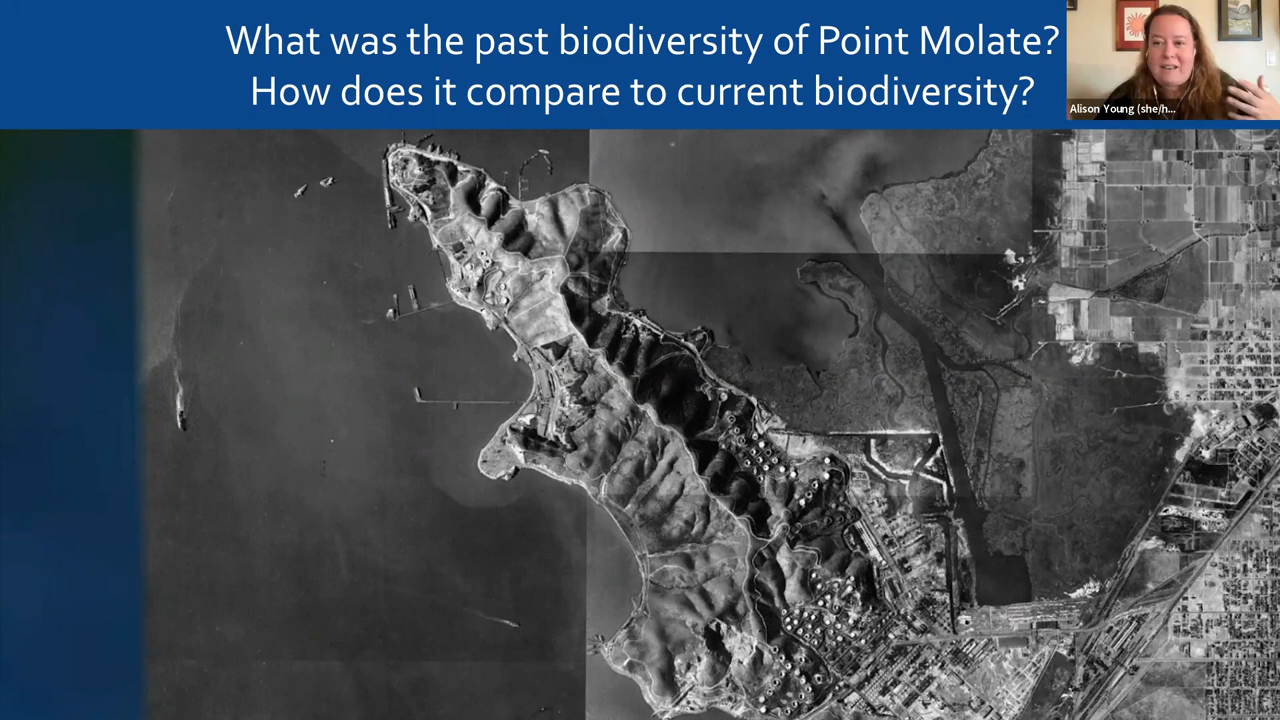 What was the past biodiversity of Point Molate?
How does it compare to current biodiversity?
Alison Young (she/h...